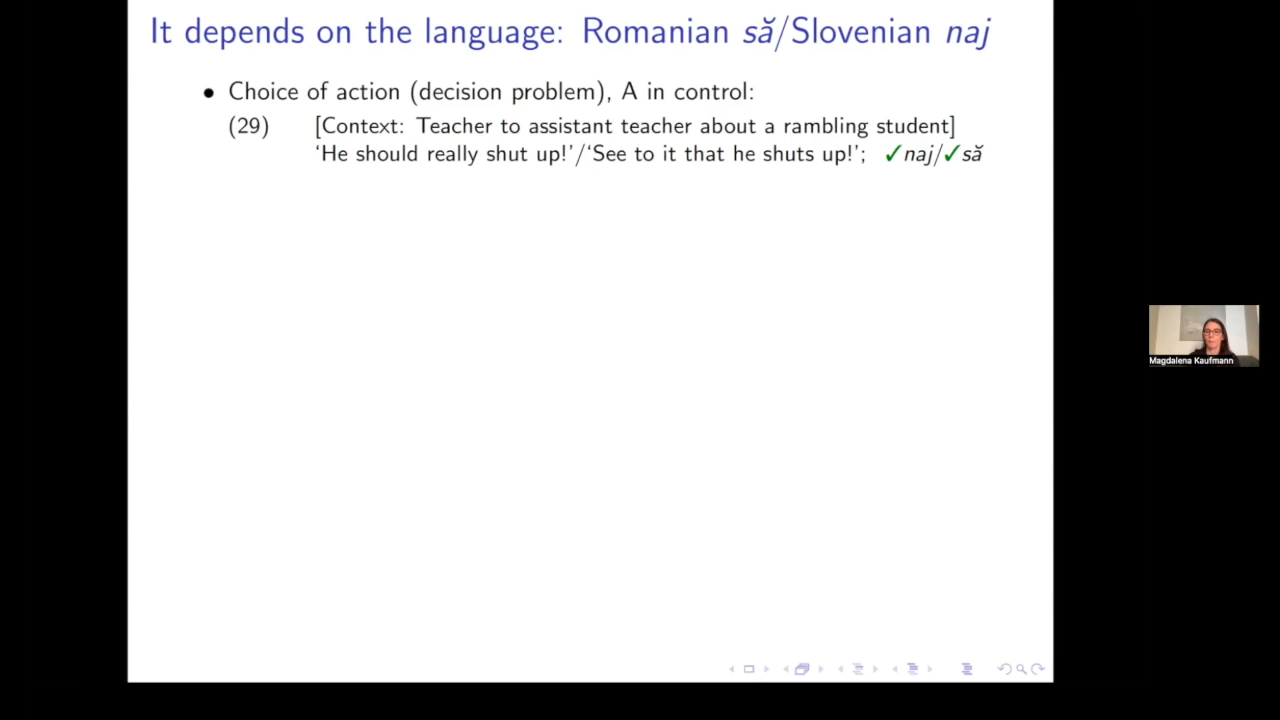 It depends on the language: Romanian să/Slovenian naj
• Choice of action (decision problem), A in control:
(29) [Context: Teacher to assistant teacher about a rambling student]
‘He should really shut up!’/‘See to it that he shuts up!’; ✓naj/✓să
Magdalena Kaufmann